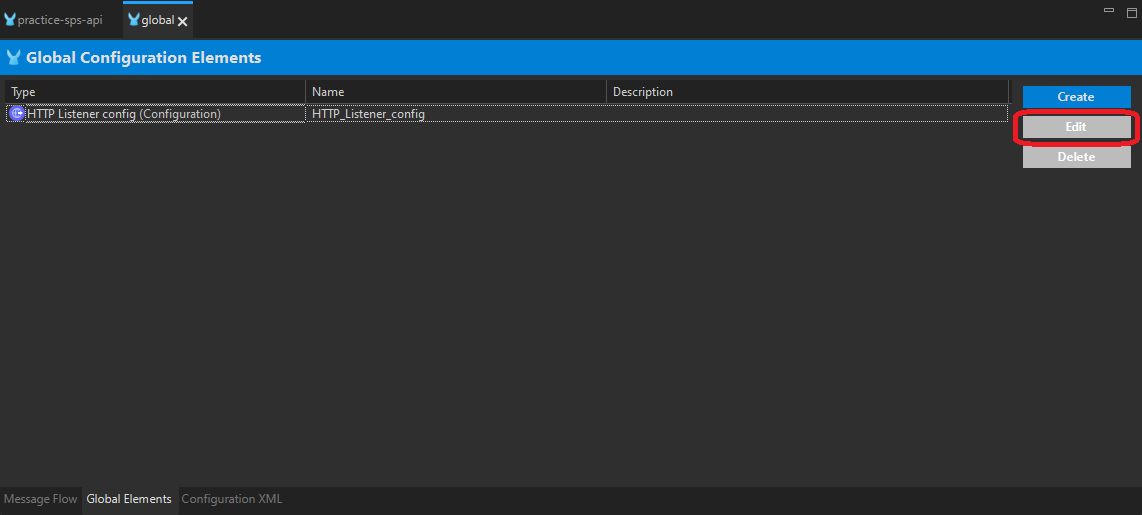 practice-sps-api global
Global Configuration Elements
Type Name Description
HTTP Listener config (Configuration) HTTP_Listener_config
Create
Edit
Delete
Message Flow Global Elements Configuration XML